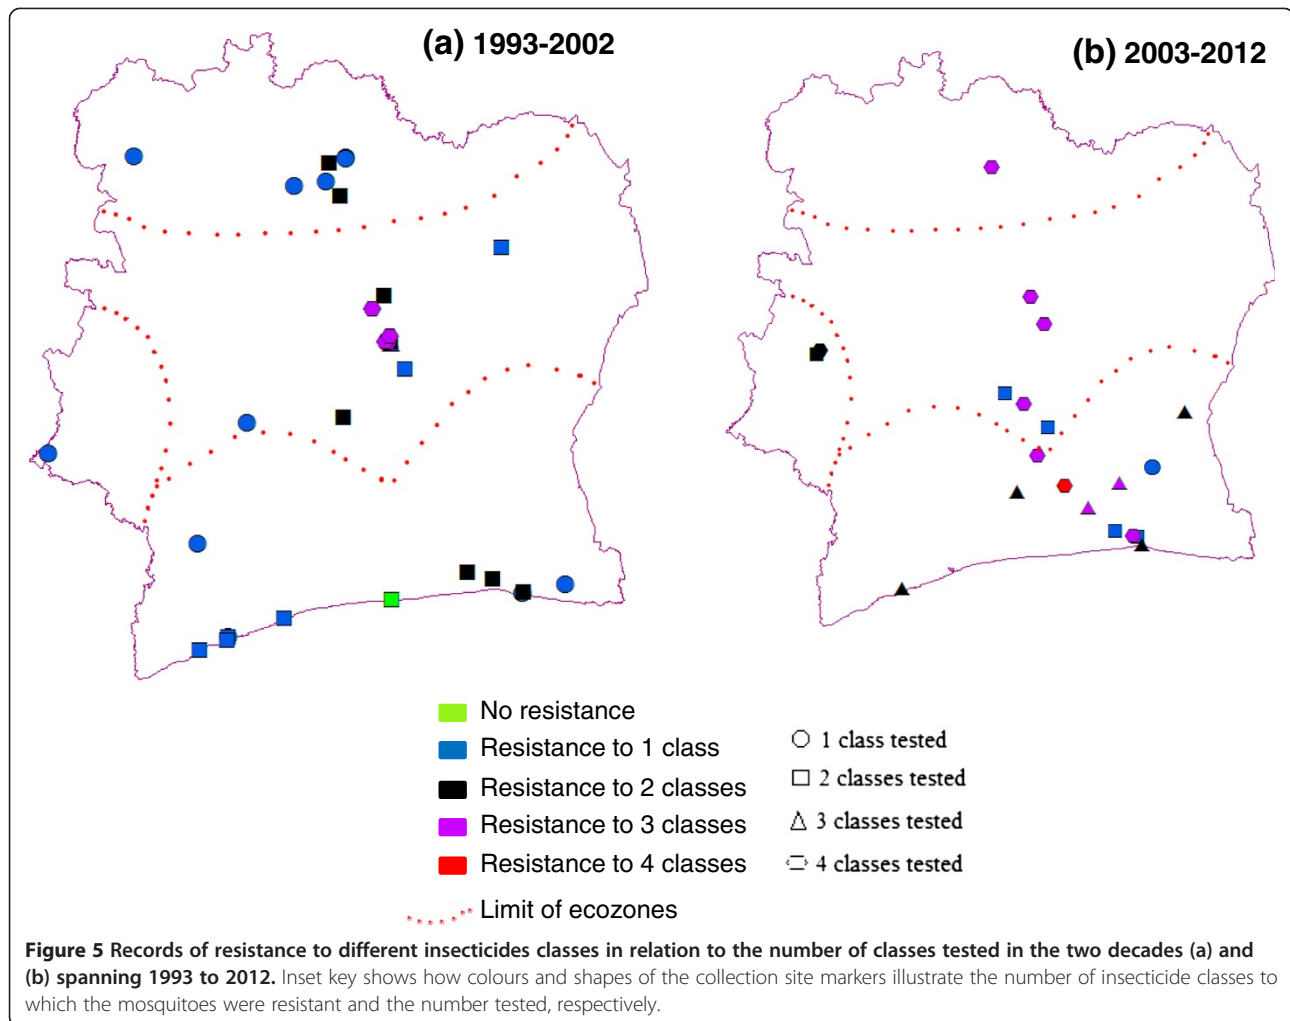 (a) 1993-2002
(b) 2003-2012
No resistance
Resistance to 1 class
Resistance to 2 classes
Resistance to 3 classes
Resistance to 4 classes
Limit of ecozones
1 class tested
2 classes tested
3 classes tested
4 classes tested
Figure 5 Records of resistance to different insecticides classes in relation to the number of classes tested in the two decades (a) and
(b) spanning 1993 to 2012. Inset key shows how colours and shapes of the collection site markers illustrate the number of insecticide classes to
which the mosquitoes were resistant and the number tested, respectively.